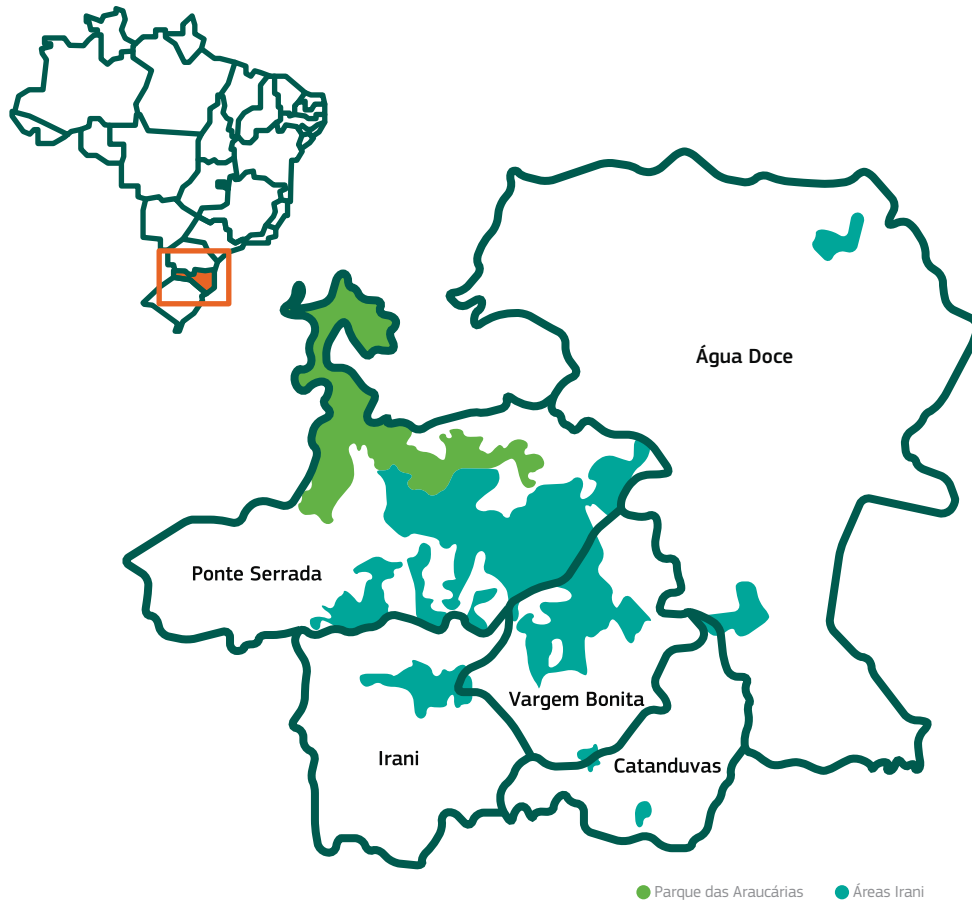 Água Doce
Ponte Serrada
Vargem Bonita
Irani
Catanduvas
Parque das Araucárias
Áreas Irani